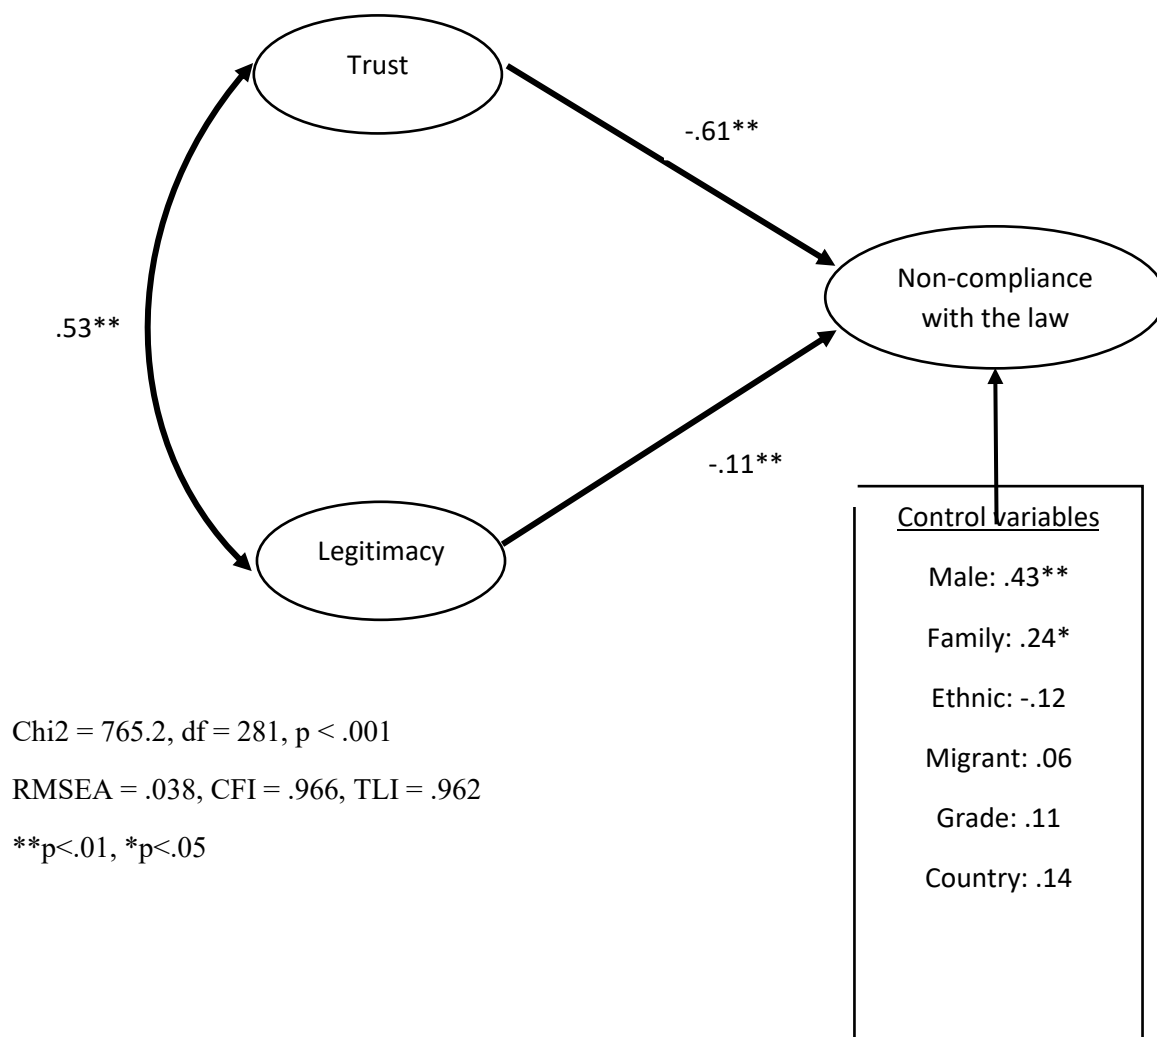 Trust
-.61**
Non-compliance
with the law
.53**
-.11**
Legitimacy
Control variables
Male: .43**
Family: .24*
Ethnic: -.12
Migrant: .06
Grade: .11
Country: .14
Chi2 = 765.2, df = 281, p < .001
RMSEA = .038, CFI = .966, TLI = .962
**p<.01, *p<.05